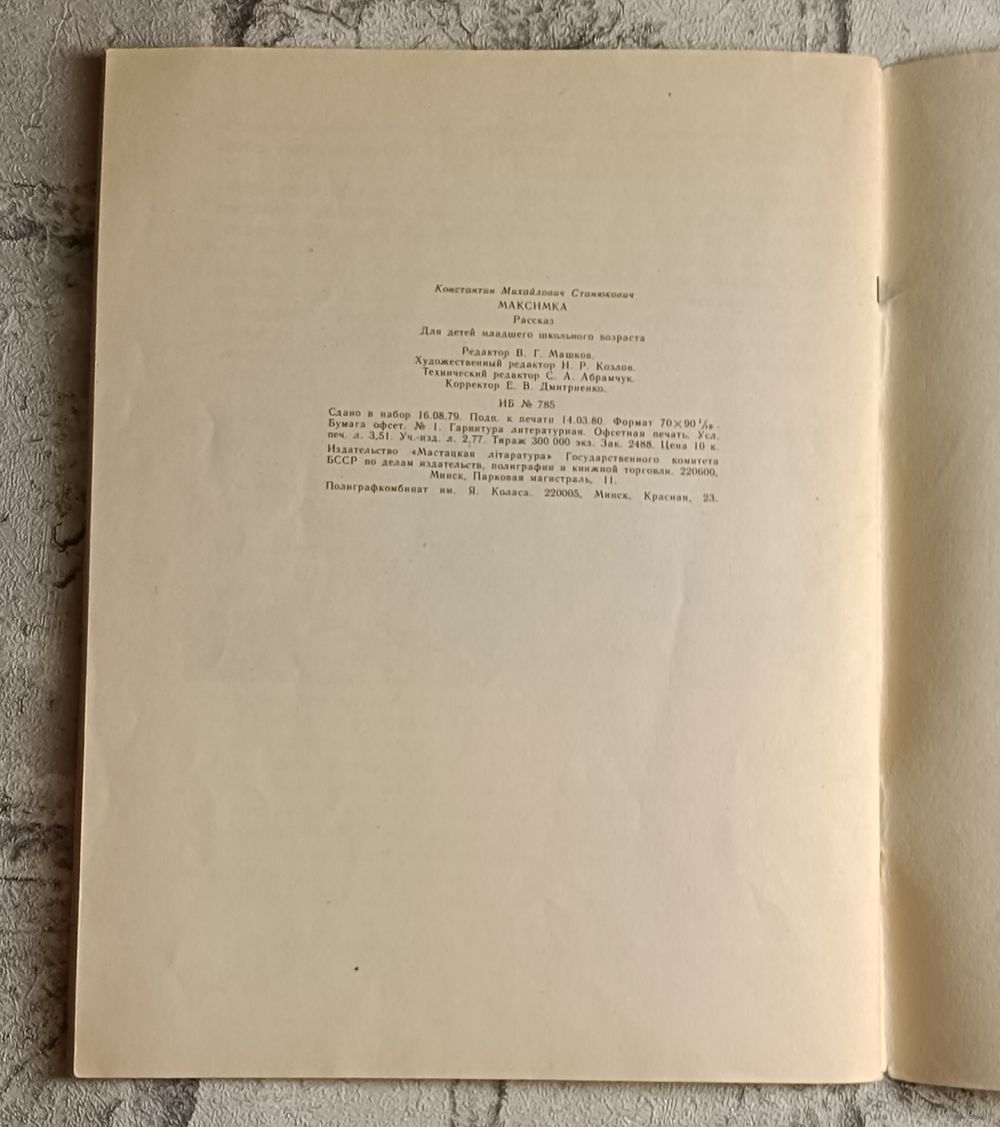 Константин Михайлович Станюкович
МАКСИМКА
Рассказ
Для детей младшего школьного возраста
Редактор В. Г. Машков.
Художественный редактор Н. Р. Козлов.
Технический редактор С. А. Абрамчук.
Корректор Е. В. Дмитриенко.
ИБ № 785
Сдано в набор 16.08.79. Подп. к печати 14.03.80. Формат 70×90 1/16.
Бумага офсет. № 1. Гарнитура литературная. Офсетная печать. Усл.
печ. л. 3,51. Уч.-изд. л. 2,77. Тираж 300 000 экз. Зак. 2488. Цена 10 к.
Издательство «Мастацкая літаратура» Государственного комитета
БССР по делам издательств, полиграфии и книжной торговли. 220600,
Минск, Парковая магистраль, 11.
Полиграфкомбинат им. Я. Коласа. 220005, Минск, Красная, 23.